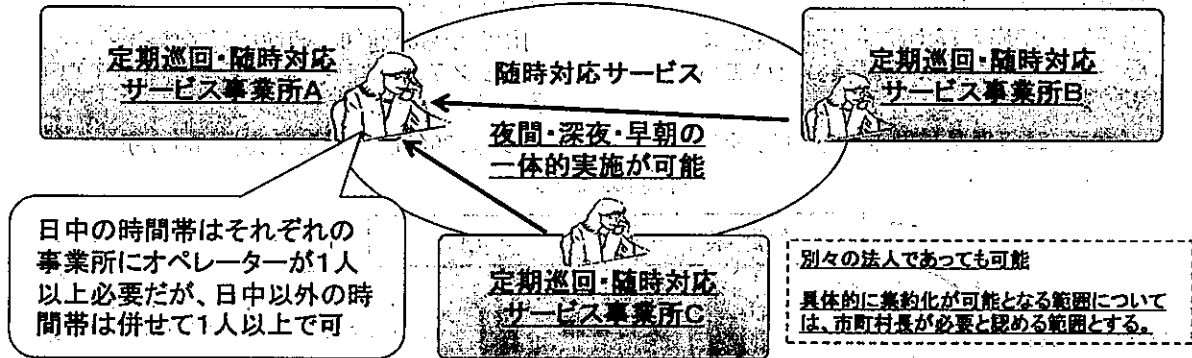 定期巡回・随時対応
サービス事業所A
随時対応サービス
定期巡回・随時対応
サービス事業所B
夜間・深夜・早朝の
一体的実施が可能
日中の時間帯はそれぞれの
事業所にオペレーターが1人
以上必要だが、日中以外の時
間帯は併せて1人以上で可
定期巡回・随時対応
サービス事業所C
別々の法人であっても可能
具体的に集約化が可能となる範囲について
は、市町村長が必要と認める範囲とする。